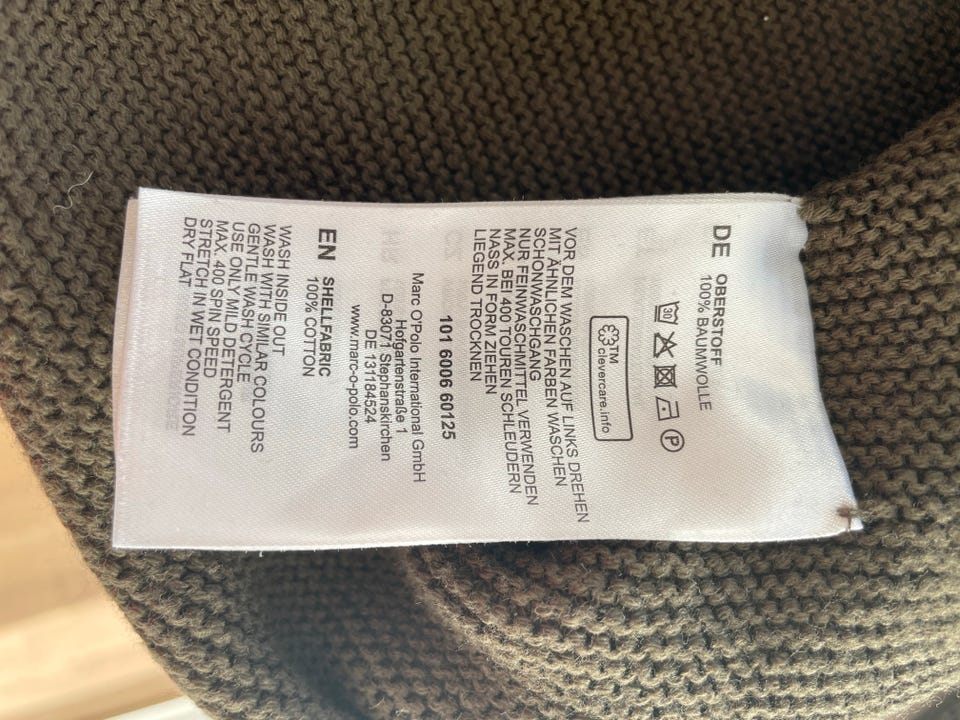 DE OBERSTOFF
100% BAUMWOLLE
30 P
TM
clevercare.info
VOR DEM WASCHEN AUF LINKS DREHEN
MIT ÄHNLICHEN FARBEN WASCHEN
SCHONWASCHGANG
NUR FEINWASCHMITTEL VERWENDEN
MAX. BEI 400 TOUREN SCHLEUDERN
NASS IN FORM ZIEHEN
LIEGEND TROCKNEN
101 6006 60125
Marc O'Polo International GmbH
Hofgartenstraße 1
D-83071 Stephanskirchen
DE 131184524
www.marc-o-polo.com
EN SHELLFABRIC
100% COTTON
WASH INSIDE OUT
WASH WITH SIMILAR COLOURS
GENTLE WASH CYCLE
USE ONLY MILD DETERGENT
MAX. 400 SPIN SPEED
STRETCH IN WET CONDITION
DRY FLAT